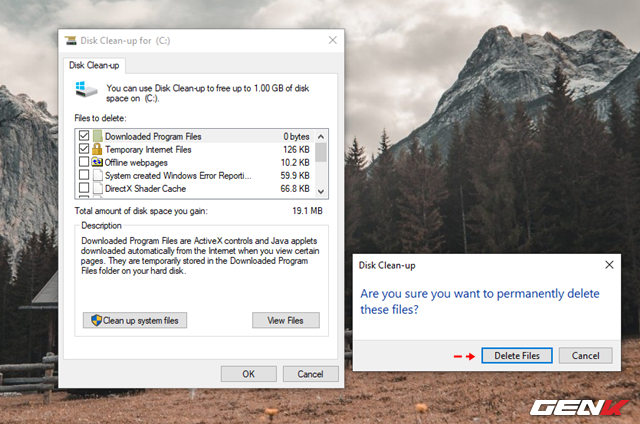 Disk Clean-up for (C:)
Disk Clean-up
You can use Disk Clean-up to free up to 1.00 GB of disk
space on (C:).
Files to delete:
Downloaded Program Files 0 bytes
Temporary Internet Files 126 KB
Offline webpages 10.2 KB
System created Windows Error Reporti... 59.9 KB
DirectX Shader Cache 66.8 KB
Total amount of disk space you gain: 19.1 MB
Description
Downloaded Program Files are ActiveX controls and Java applets
downloaded automatically from the Internet when you view certain
pages. They are temporarily stored in the Downloaded Program
Files folder on your hard disk.
Clean up system files View Files
OK Cancel
Disk Clean-up
Are you sure you want to permanently delete
these files?
Delete Files Cancel
GENK